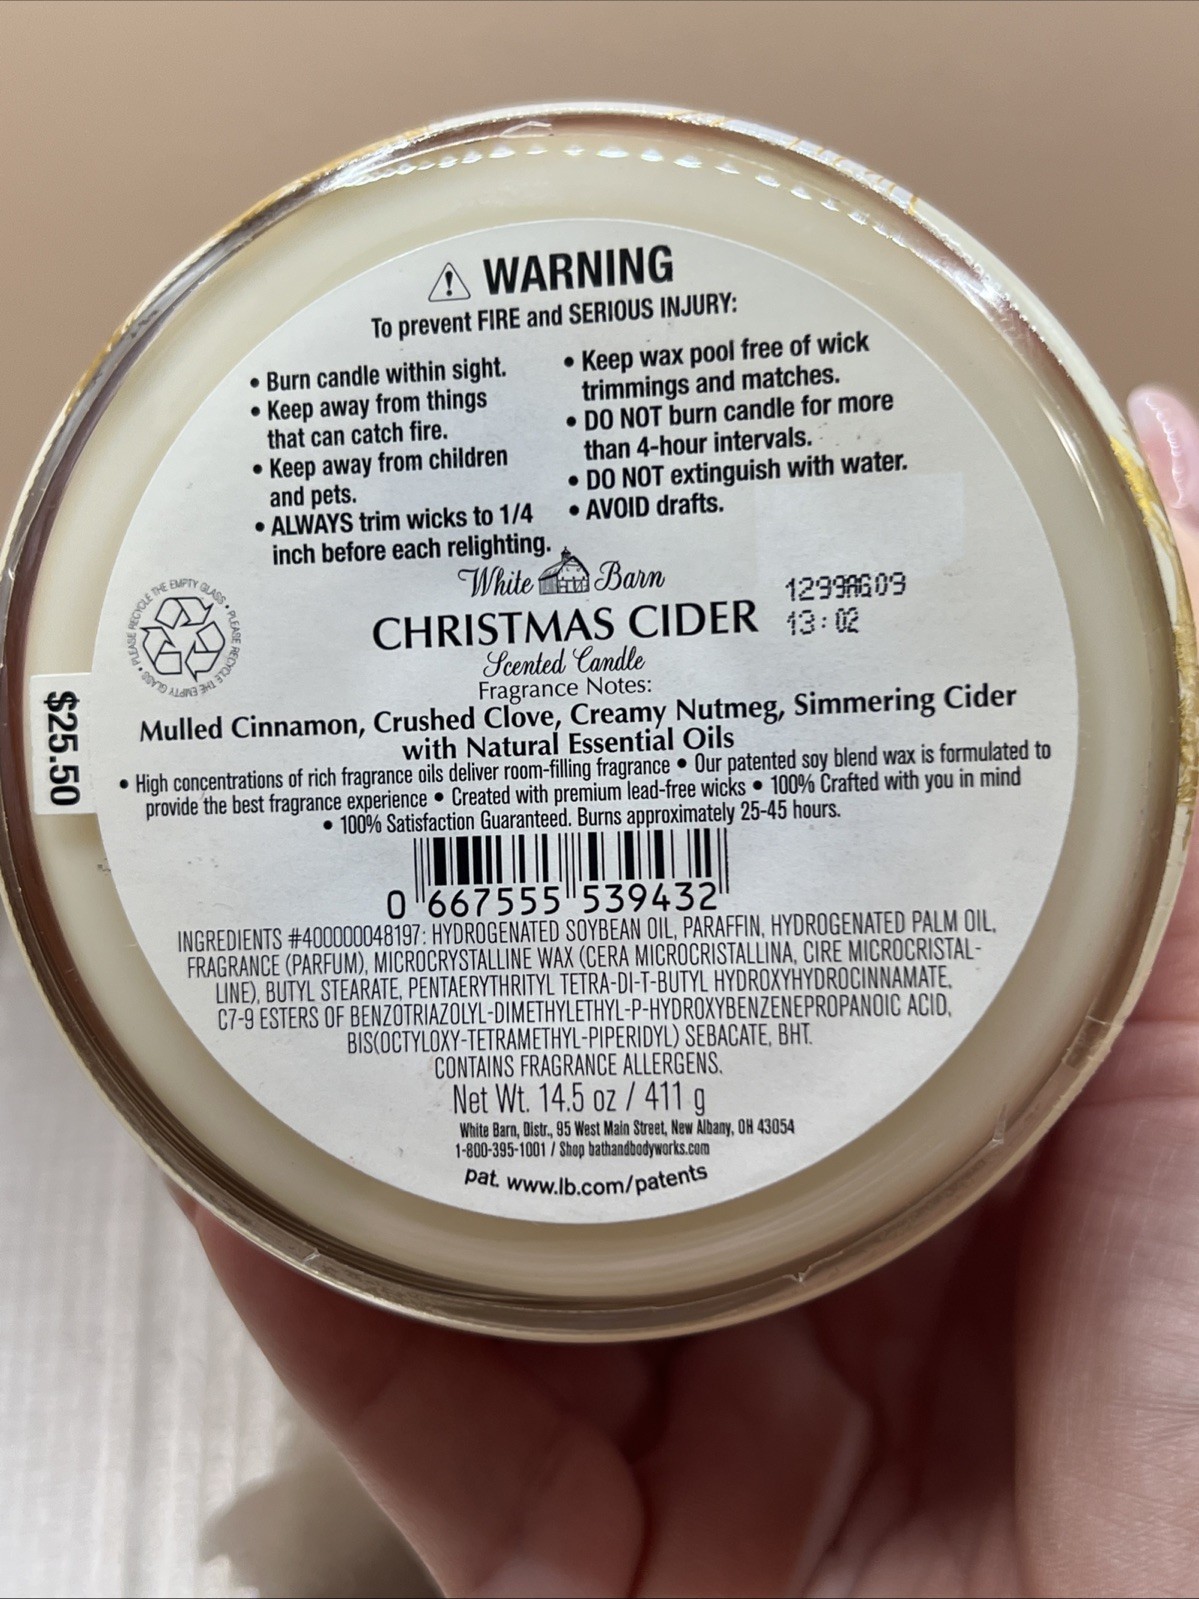 WARNING
To prevent FIRE and SERIOUS INJURY:
• Burn candle within sight.
• Keep away from things
that can catch fire.
• Keep away from children
and pets.
• ALWAYS trim wicks to 1/4
inch before each relighting.
• Keep wax pool free of wick
trimmings and matches.
• DO NOT burn candle for more
than 4-hour intervals.
• DO NOT extinguish with water.
• AVOID drafts.
White Barn
CHRISTMAS CIDER
1299AG09
13:02
Scented Candle
Fragrance Notes:
Mulled Cinnamon, Crushed Clove, Creamy Nutmeg, Simmering Cider
with Natural Essential Oils
• High concentrations of rich fragrance oils deliver room-filling fragrance • Our patented soy blend wax is formulated to
provide the best fragrance experience • Created with premium lead-free wicks • 100% Crafted with you in mind
• 100% Satisfaction Guaranteed. Burns approximately 25-45 hours.
PLEASE RECYCLE THE EMPTY GLASS • PLEASE RECYCLE THE EMPTY GLASS •
$25.50
0 667555 539432
INGREDIENTS #400000048197: HYDROGENATED SOYBEAN OIL, PARAFFIN, HYDROGENATED PALM OIL,
FRAGRANCE (PARFUM), MICROCRYSTALLINE WAX (CERA MICROCRISTALLINA, CIRE MICROCRISTAL-
LINE), BUTYL STEARATE, PENTAERYTHRITYL TETRA-DI-T-BUTYL HYDROXYHYDROCINNAMATE,
C7-9 ESTERS OF BENZOTRIAZOLYL-DIMETHYLETHYL-P-HYDROXYBENZENEPROPANOIC ACID,
BIS(OCTYLOXY-TETRAMETHYL-PIPERIDYL) SEBACATE, BHT.
CONTAINS FRAGRANCE ALLERGENS.
Net Wt. 14.5 oz / 411 g
White Barn, Distr., 95 West Main Street, New Albany, OH 43054
1-800-395-1001 / Shop bathandbodyworks.com
pat. www.lb.com/patents